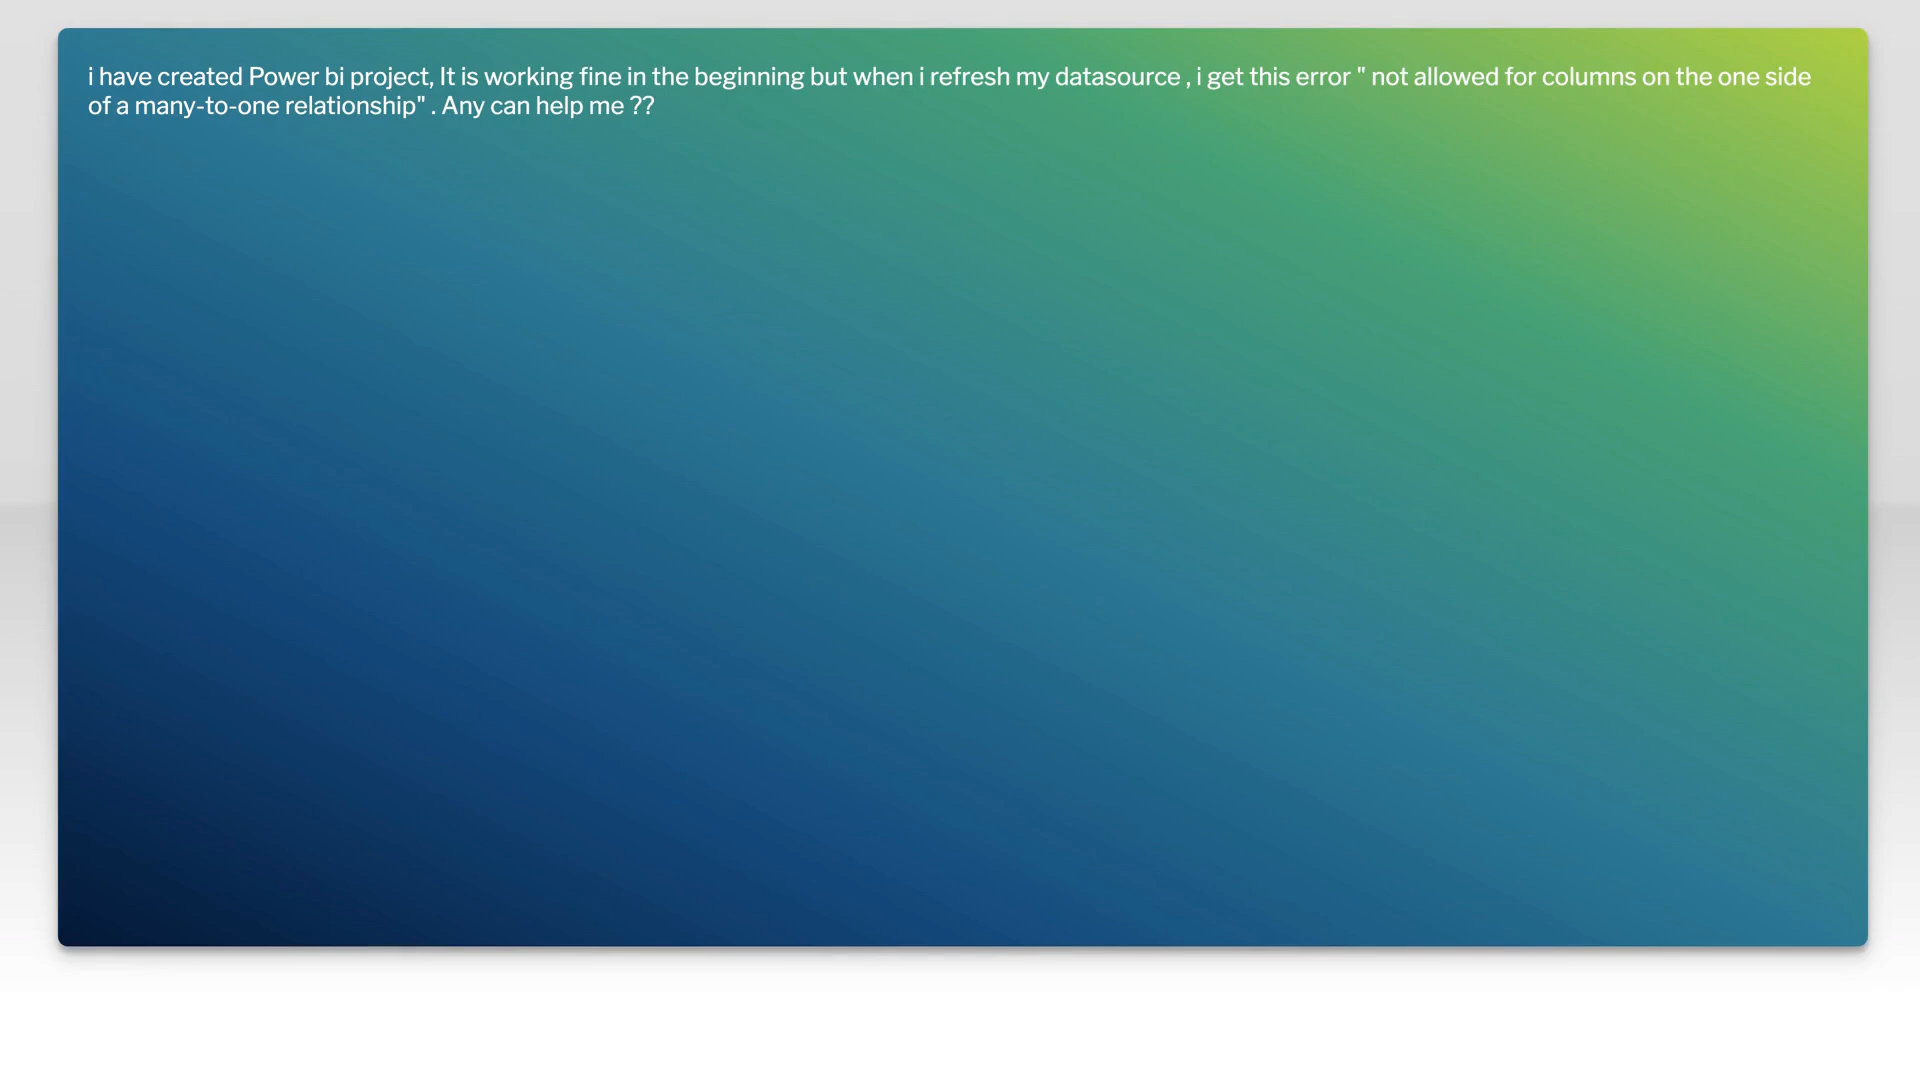 i have created Power bi project, It is working fine in the beginning but when i refresh my datasource , i get this error " not allowed for columns on the one side
of a many-to-one relationship" . Any can help me ??